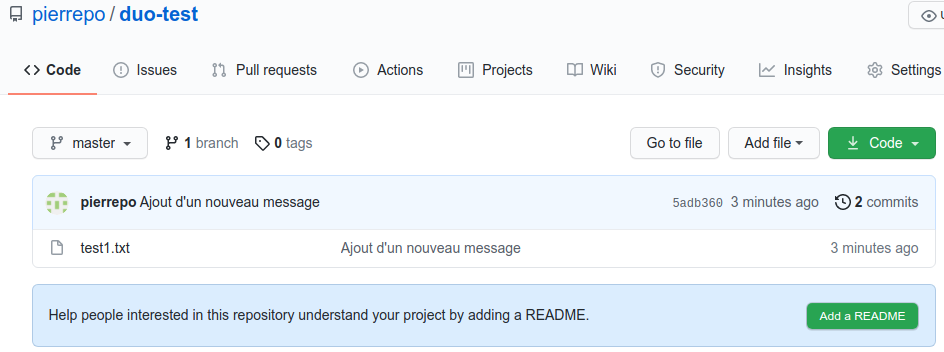 pierrepo / duo-test
Code Issues Pull requests Actions Projects Wiki Security Insights Settings
master 1 branch 0 tags Go to file Add file Code
pierrepo Ajout d'un nouveau message 5adb360 3 minutes ago 2 commits
test1.txt Ajout d'un nouveau message 3 minutes ago
Help people interested in this repository understand your project by adding a README. Add a README